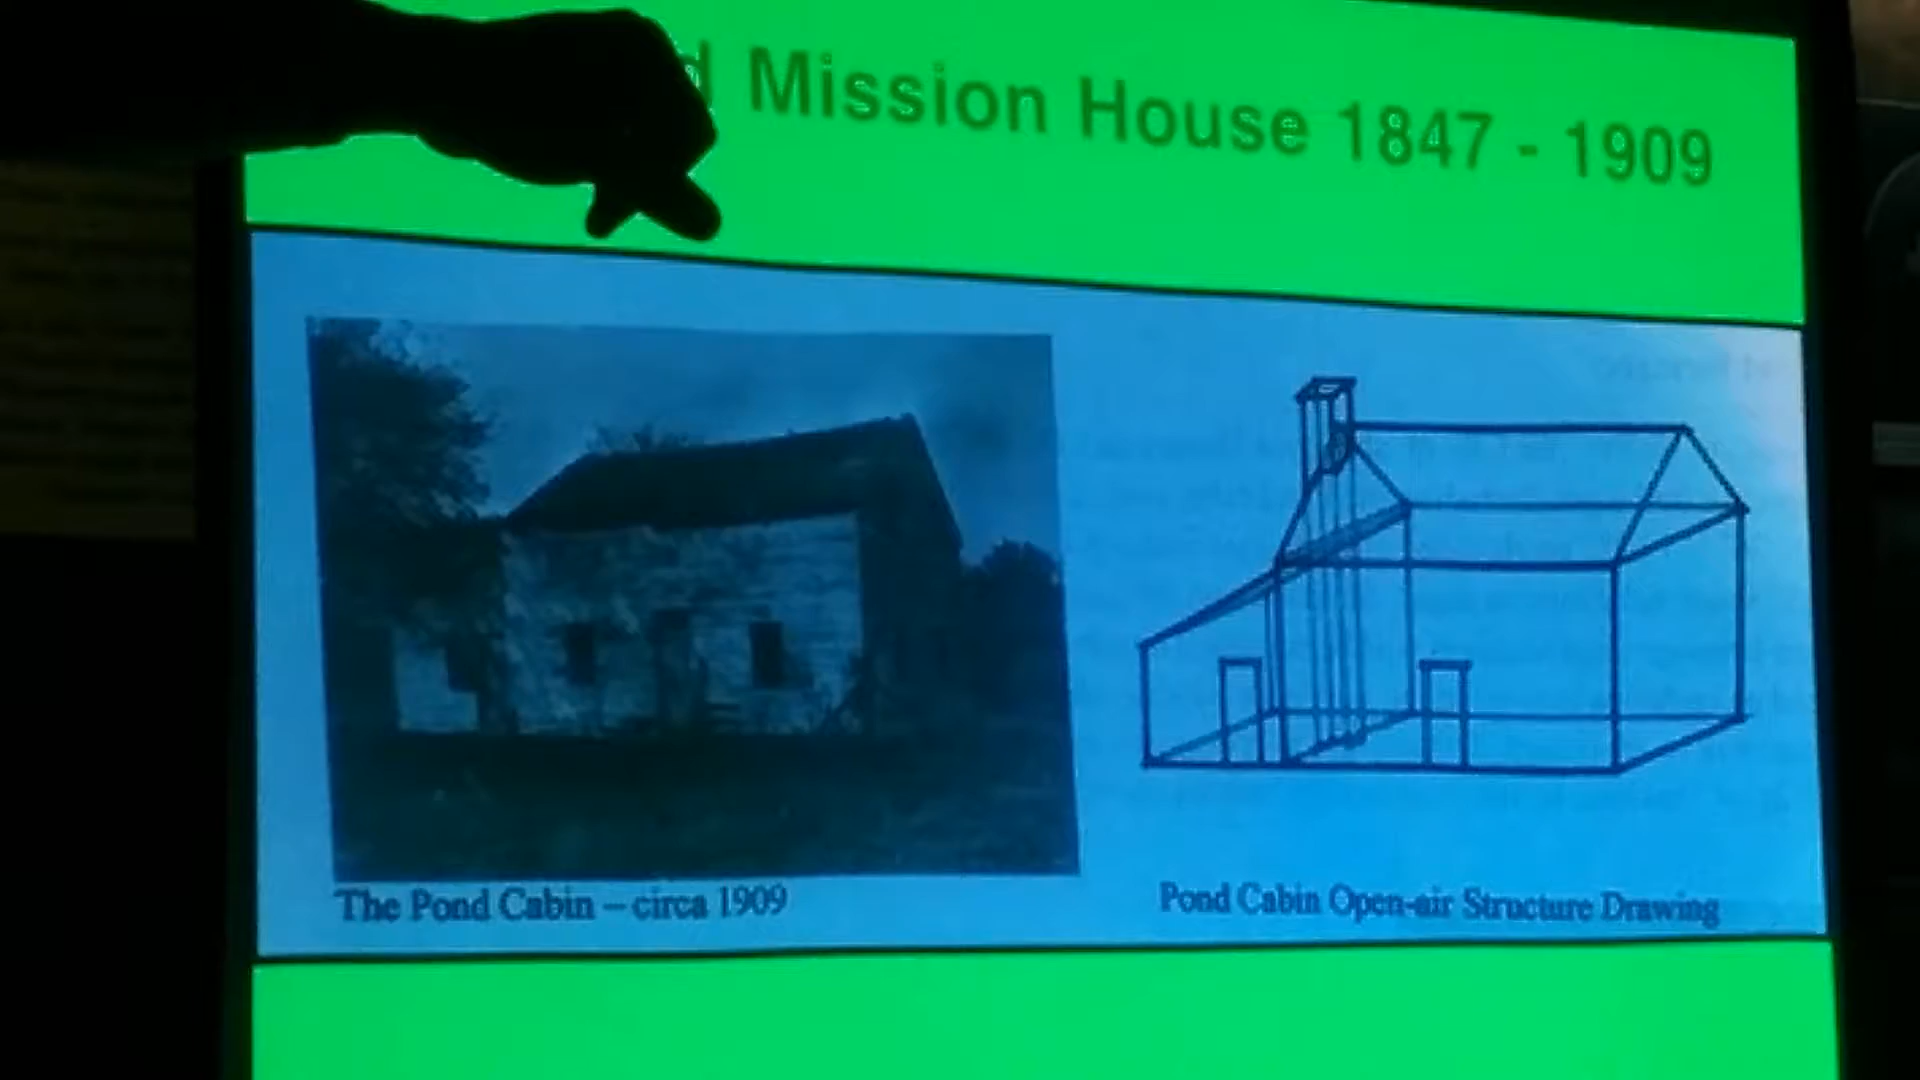 Mission House 1847 - 1909
The Pond Cabin – circa 1909
Pond Cabin Open-air Structure Drawing